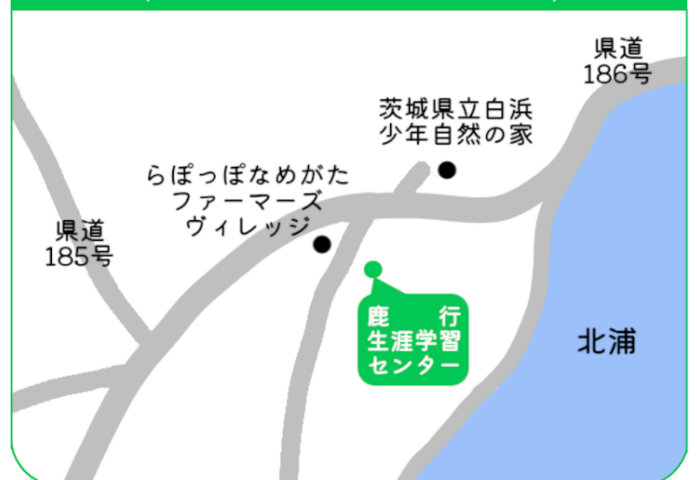 県道
186号
茨城県立白浜
少年自然の家
らぽっぽなめがた
ファーマーズ
ヴィレッジ
県道
185号
鹿　行
生涯学習
センター
北浦